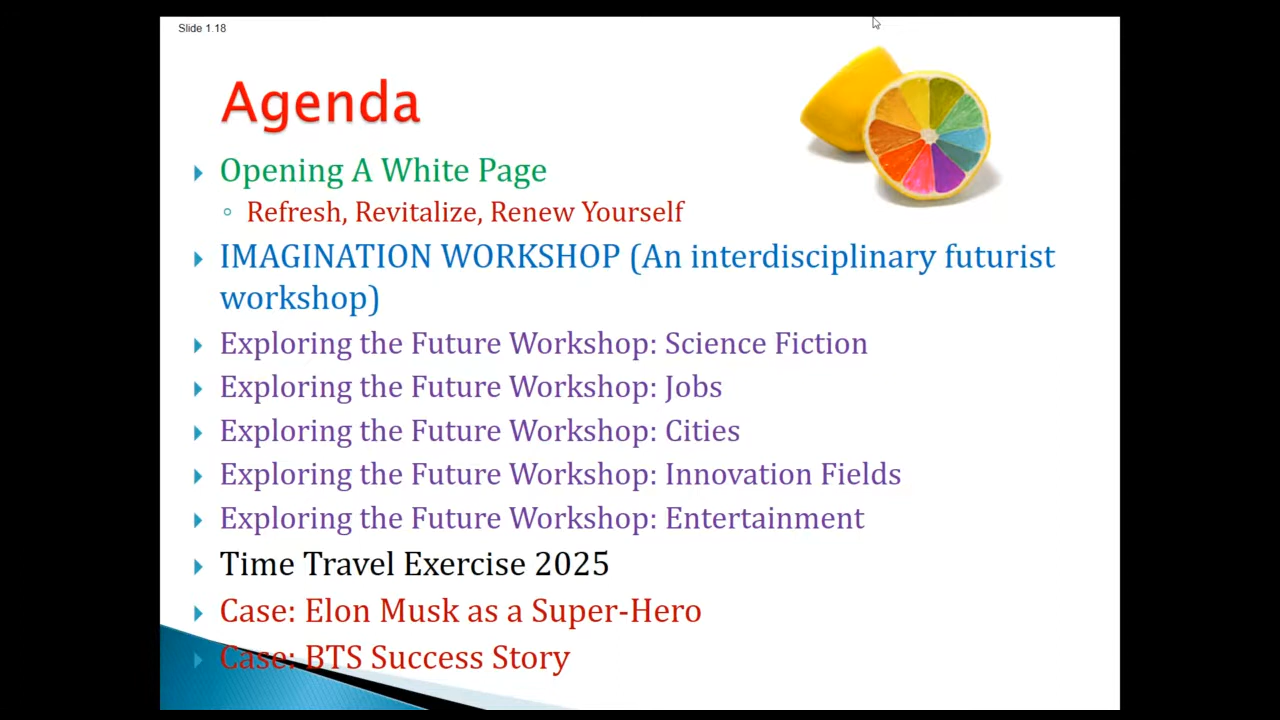 Slide 1.18
Agenda
Opening A White Page
Refresh, Revitalize, Renew Yourself
IMAGINATION WORKSHOP (An interdisciplinary futurist
workshop)
Exploring the Future Workshop: Science Fiction
Exploring the Future Workshop: Jobs
Exploring the Future Workshop: Cities
Exploring the Future Workshop: Innovation Fields
Exploring the Future Workshop: Entertainment
Time Travel Exercise 2025
Case: Elon Musk as a Super-Hero
Case: BTS Success Story